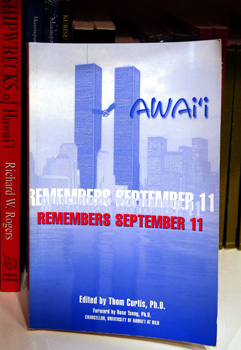 SHIPWRECKS of Hawai'i
Richard W. Rogers
HAWAI'I
REMEMBERS SEPTEMBER 11
REMEMBERS SEPTEMBER 11
Edited by Thom Curtis, Ph.D.
Foreword by Rose Tseng, Ph.D.
CHANCELLOR, UNIVERSITY OF HAWAI'I AT HILO